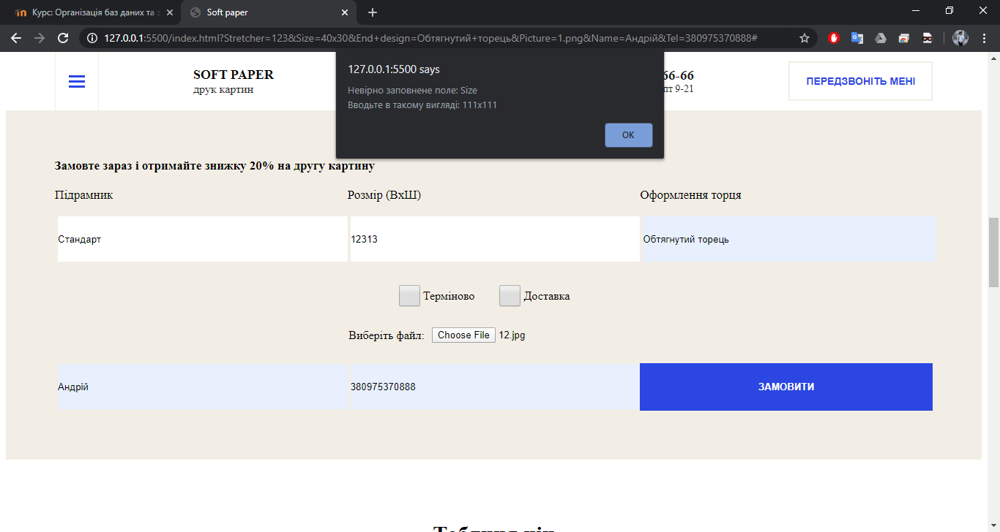 Курс: Організація баз даних та з
Soft paper
127.0.0.1:5500/index.html?Stretcher=123&Size=40x30&End+design=Обтягнутий+торець&Picture=1.png&Name=Андрій&Tel=380975370888#
SOFT PAPER
друк картин
127.0.0.1:5500 says
Невірно заповнене поле: Size
Вводьте в такому вигляді: 111x111
OK
66-66
пт 9-21
ПЕРЕДЗВОНІТЬ МЕНІ
Замовте зараз і отримайте знижку 20% на другу картину
Підрамник
Розмір (ВхШ)
Оформлення торця
Стандарт
12313
Обтягнутий торець
Терміново
Доставка
Виберіть файл:
Choose File
12.jpg
Андрій
380975370888
ЗАМОВИТИ
Таблиця цін